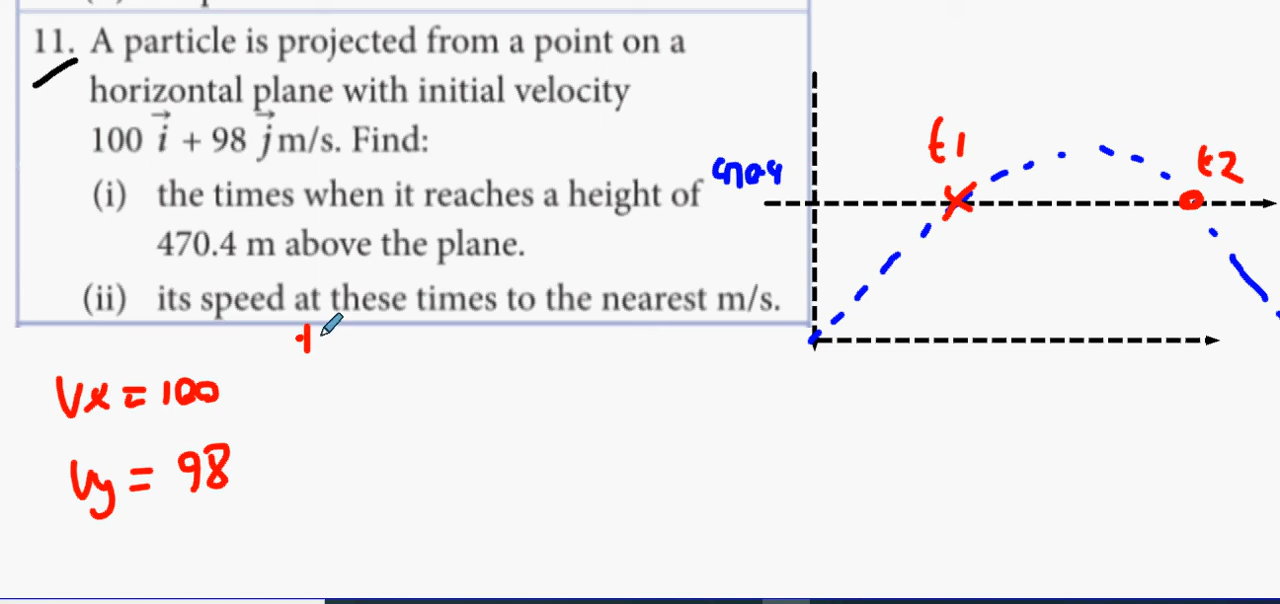 11. A particle is projected from a point on a
horizontal plane with initial velocity
100 i⃗ + 98 j⃗ m/s. Find:
(i) the times when it reaches a height of
470.4 m above the plane.
(ii) its speed at these times to the nearest m/s.
t1
t2
Vx = 100
Vy = 98